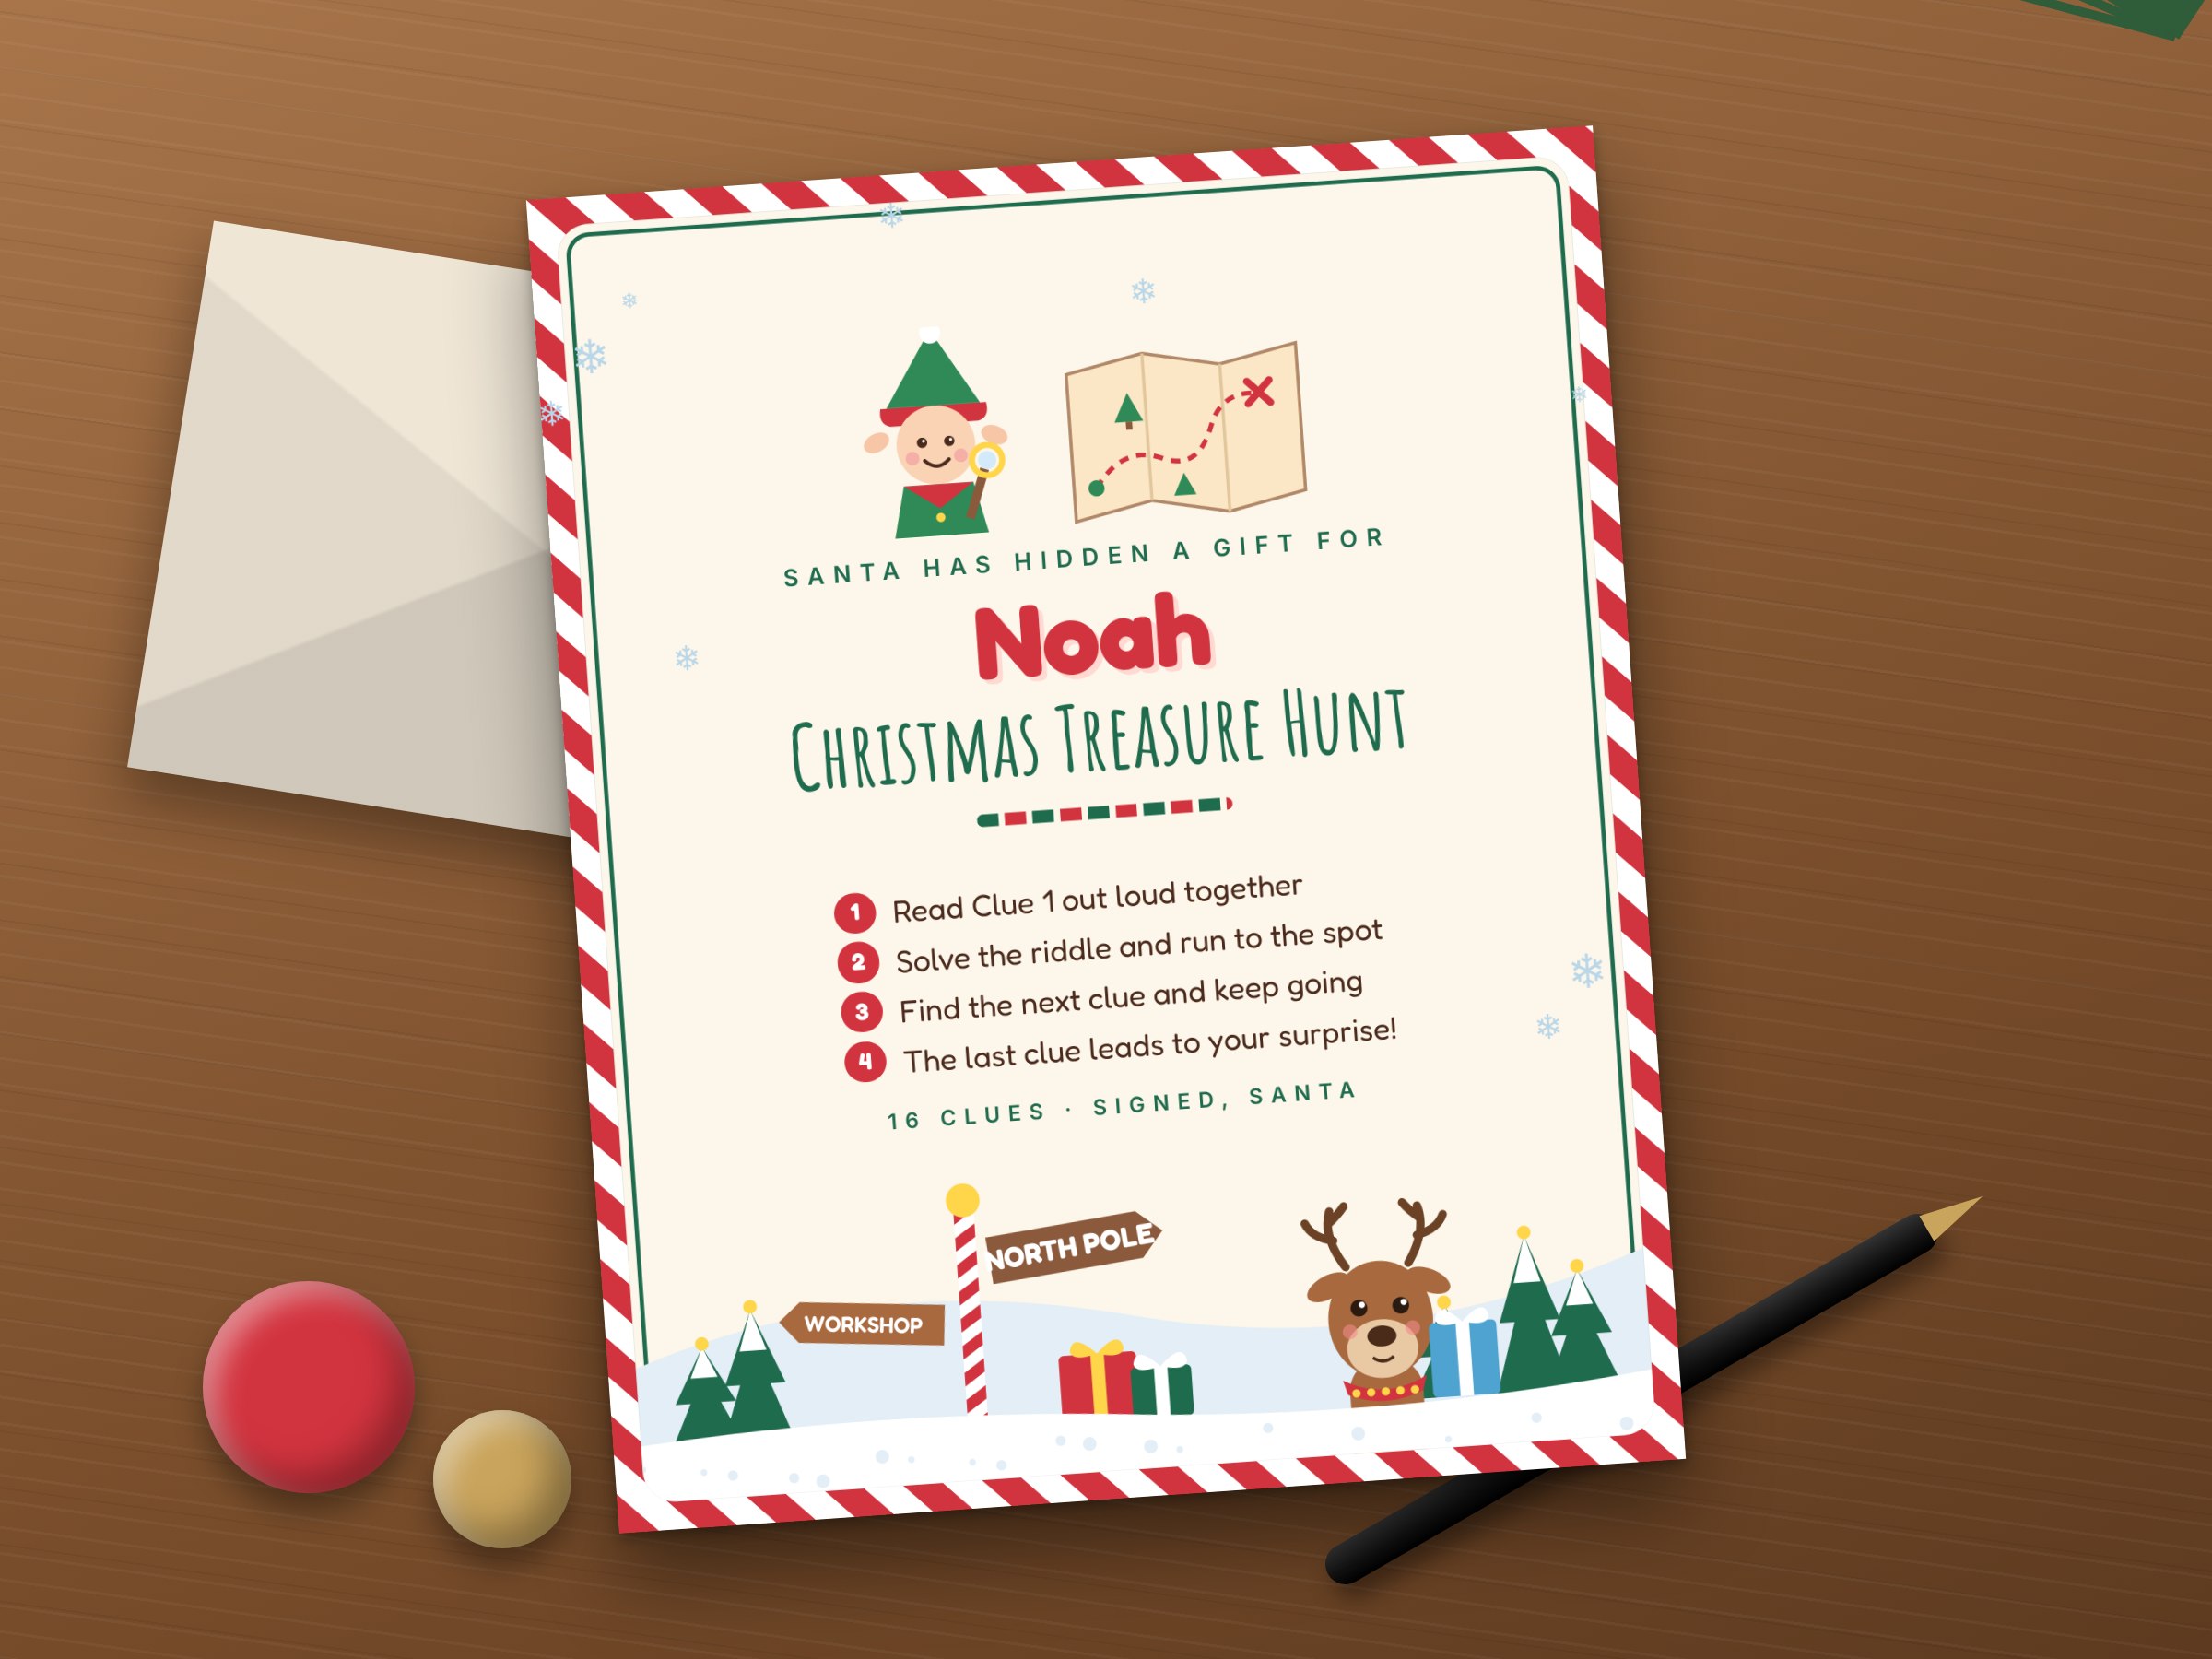 SANTA HAS HIDDEN A GIFT FOR
Noah
Christmas Treasure Hunt
1 Read Clue 1 out loud together
2 Solve the riddle and run to the spot
3 Find the next clue and keep going
4 The last clue leads to your surprise!
16 CLUES · SIGNED, SANTA
NORTH POLE
WORKSHOP